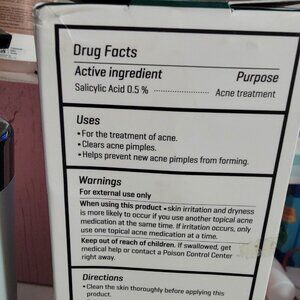 Drug Facts
Active ingredient Purpose
Salicylic Acid 0.5 % ........................ Acne treatment
Uses
• For the treatment of acne.
• Clears acne pimples.
• Helps prevent new acne pimples from forming.
Warnings
For external use only
When using this product • skin irritation and dryness
is more likely to occur if you use another topical acne
medication at the same time. If irritation occurs, only
use one topical acne medication at a time.
Keep out of reach of children. If swallowed, get
medical help or contact a Poison Control Center
right away.
Directions
• Clean the skin thoroughly before applying this
product.